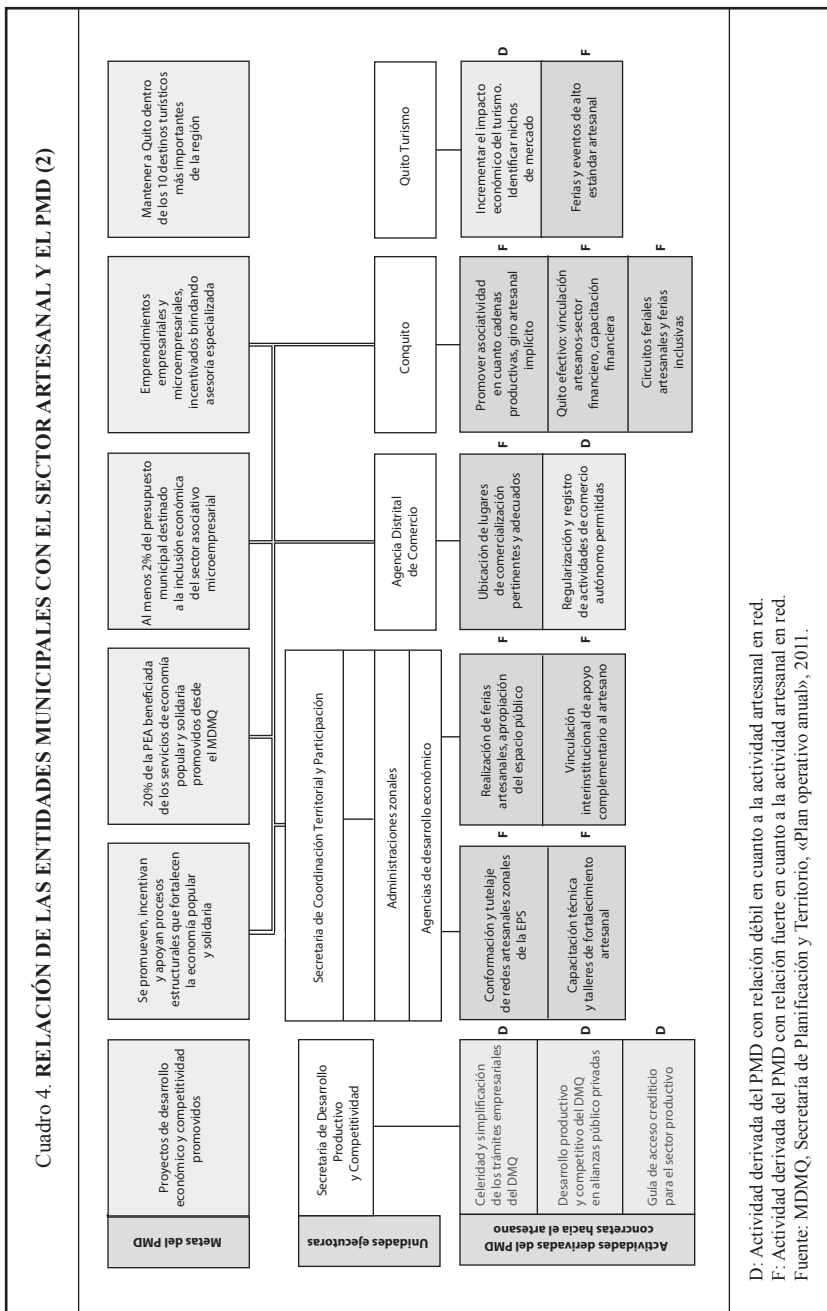 Cuadro 4. RELACIÓN DE LAS ENTIDADES MUNICIPALES CON EL SECTOR ARTESANAL Y EL PMD (2)
Metas del PMD
Proyectos de desarrollo
económico y competitividad
promovidos
Se promueven, incentivan
y apoyan procesos
estructurales que fortalecen
la economía popular
y solidaria
20% de la PEA beneficiada
de los servicios de economía
popular y solidaria
promovidos desde
el MDMQ
Al menos 2% del presupuesto
municipal destinado
a la inclusión económica
del sector asociativo
microempresarial
Emprendimientos
empresariales y
microempresariales,
incentivados brindando
asesoría especializada
Mantener a Quito dentro
de los 10 destinos turísticos
más importantes
de la región
Unidades ejecutoras
Secretaria de Desarrollo
Productivo
y Competitividad
Secretaria de Coordinación Territorial y Participación
Administraciones zonales
Agencias de desarrollo económico
Agencia Distrital
de Comercio
Conquito
Quito Turismo
Actividades derivadas del PMD
concretas hacia el artesano
Celeridad y simplificación
de los trámites empresariales
del DMQ
D
Desarrollo productivo
y competitivo del DMQ
en alianzas público privadas
D
Guía de acceso crediticio
para el sector productivo
D
Conformación y tutelaje
de redes artesanales zonales
de la EPS
F
Capacitación técnica
y talleres de fortalecimiento
artesanal
F
Realización de ferias
artesanales, apropiación
del espacio público
F
Vinculación
interinstitucional de apoyo
complementario al artesano
F
Ubicación de lugares
de comercialización
pertinentes y adecuados
F
Regularización y registro
de actividades de comercio
autónomo permitidas
D
Promover asociatividad
en cuanto cadenas
productivas, giro artesanal
implícito
F
Quito efectivo: vinculación
artesanos-sector
financiero, capacitación
financiera
F
Circuitos feriales
artesanales y ferias
inclusivas
F
Incrementar el impacto
económico del turismo.
Identificar nichos
de mercado
D
Ferias y eventos de alto
estándar artesanal
F
D: Actividad derivada del PMD con relación débil en cuanto a la actividad artesanal en red.
F: Actividad derivada del PMD con relación fuerte en cuanto a la actividad artesanal en red.
Fuente: MDMQ, Secretaría de Planificación y Territorio, «Plan operativo anual», 2011.